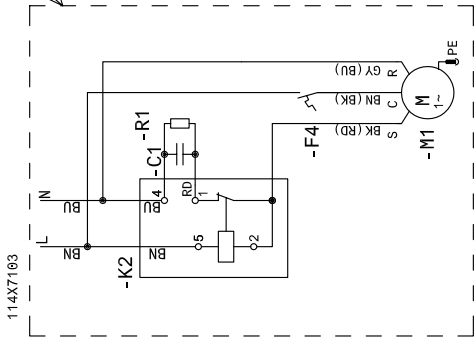 PE
GY(BU) R
BN(BK) C
BK(RD) S
M
1~
-M1
-F4
-R1
-C1
N
BU
BU
4
RD
1
L
BN
BN
5
2
-K2
114X7103